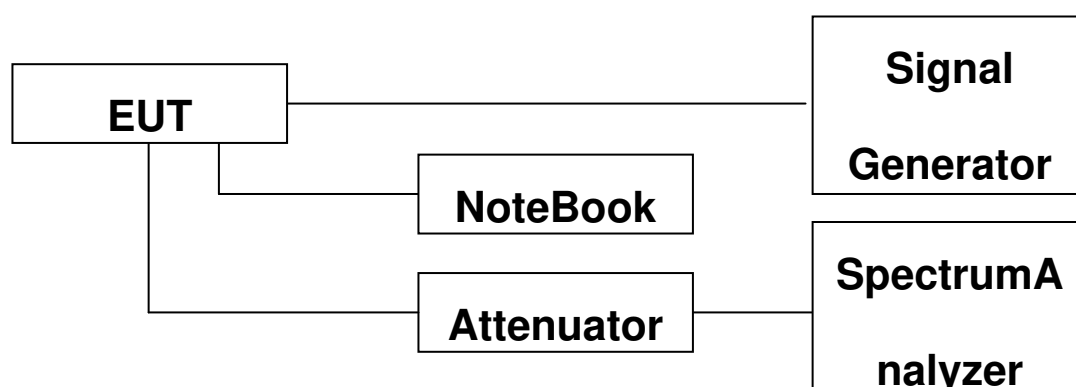 Signal
EUT
Generator
NoteBook
SpectrumA
Attenuator
nalyzer